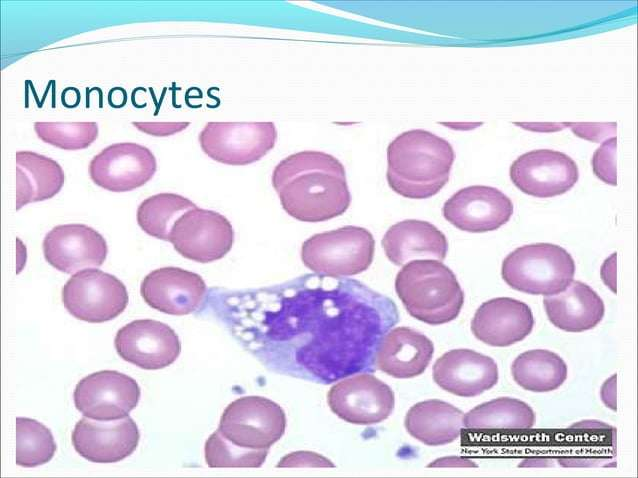 Monocytes
Wadsworth Center
New York State Department of Health